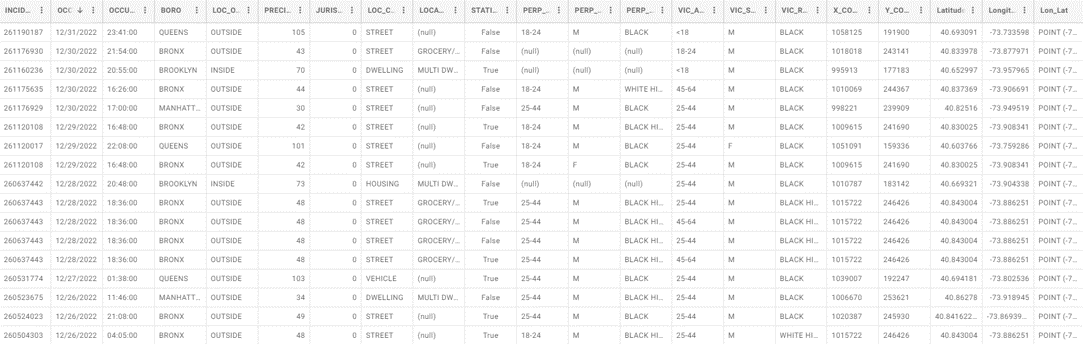 INCID... OCC OCCU... BORO LOC_O... PRECI... JURIS... LOC_C... LOCA... STATI... PERP_... PERP_... PERP_... VIC_A... VIC_S... VIC_R... X_CO... Y_CO... Latitud Longit... Lon_Lat
261190187 12/31/2022 23:41:00 QUEENS OUTSIDE 105 0 STREET (null) False 18-24 M BLACK <18 M BLACK 1058125 191900 40.693091 -73.733598 POINT (-7...
261176930 12/30/2022 21:54:00 BRONX OUTSIDE 43 0 STREET GROCERY/... False (null) (null) (null) 18-24 M BLACK 1018018 243141 40.833978 -73.877971 POINT (-7...
261160236 12/30/2022 20:55:00 BROOKLYN INSIDE 70 0 DWELLING MULTI DW... True (null) (null) (null) <18 M BLACK 995913 177183 40.652997 -73.957965 POINT (-7...
261175635 12/30/2022 16:26:00 BRONX OUTSIDE 44 0 STREET (null) False 18-24 M WHITE HI... 45-64 M BLACK 1010069 244367 40.837369 -73.906691 POINT (-7...
261176929 12/30/2022 17:00:00 MANHATT... OUTSIDE 30 0 STREET (null) False 25-44 M BLACK 25-44 M BLACK 998221 239909 40.82516 -73.949519 POINT (-7...
261120108 12/29/2022 16:48:00 BRONX OUTSIDE 42 0 STREET (null) True 18-24 M BLACK HI... 25-44 M BLACK 1009615 241690 40.830025 -73.908341 POINT (-7...
261120017 12/29/2022 22:08:00 QUEENS OUTSIDE 101 0 STREET (null) False 18-24 M BLACK 25-44 F BLACK 1051091 159336 40.603766 -73.759286 POINT (-7...
261120108 12/29/2022 16:48:00 BRONX OUTSIDE 42 0 STREET (null) True 18-24 F BLACK 25-44 M BLACK 1009615 241690 40.830025 -73.908341 POINT (-7...
260637442 12/28/2022 20:48:00 BROOKLYN INSIDE 73 0 HOUSING MULTI DW... False (null) (null) (null) 25-44 M BLACK 1010787 183142 40.669321 -73.904338 POINT (-7...
260637443 12/28/2022 18:36:00 BRONX OUTSIDE 48 0 STREET GROCERY/... True 25-44 M BLACK HI... 25-44 M BLACK HI... 1015722 246426 40.843004 -73.886251 POINT (-7...
260637443 12/28/2022 18:36:00 BRONX OUTSIDE 48 0 STREET GROCERY/... False 25-44 M BLACK HI... 45-64 M BLACK HI... 1015722 246426 40.843004 -73.886251 POINT (-7...
260637443 12/28/2022 18:36:00 BRONX OUTSIDE 48 0 STREET GROCERY/... False 25-44 M BLACK HI... 25-44 M BLACK HI... 1015722 246426 40.843004 -73.886251 POINT (-7...
260637443 12/28/2022 18:36:00 BRONX OUTSIDE 48 0 STREET GROCERY/... True 25-44 M BLACK HI... 45-64 M BLACK HI... 1015722 246426 40.843004 -73.886251 POINT (-7...
260531774 12/27/2022 01:38:00 QUEENS OUTSIDE 103 0 VEHICLE (null) False 25-44 M BLACK 25-44 M BLACK 1039007 192247 40.694181 -73.802536 POINT (-7...
260523675 12/26/2022 11:46:00 MANHATT... OUTSIDE 34 0 DWELLING MULTI DW... False 25-44 M BLACK HI... 25-44 M BLACK 1006670 253621 40.86278 -73.918945 POINT (-7...
260524023 12/26/2022 21:08:00 BRONX OUTSIDE 49 0 STREET (null) True 25-44 M BLACK 25-44 M BLACK 1020387 245930 40.841622... -73.86939... POINT (-7...
260504303 12/26/2022 04:05:00 BRONX OUTSIDE 48 0 STREET (null) True 18-24 M BLACK HI... 25-44 M WHITE HI... 1015722 246426 40.843004 -73.886251 POINT (-7...